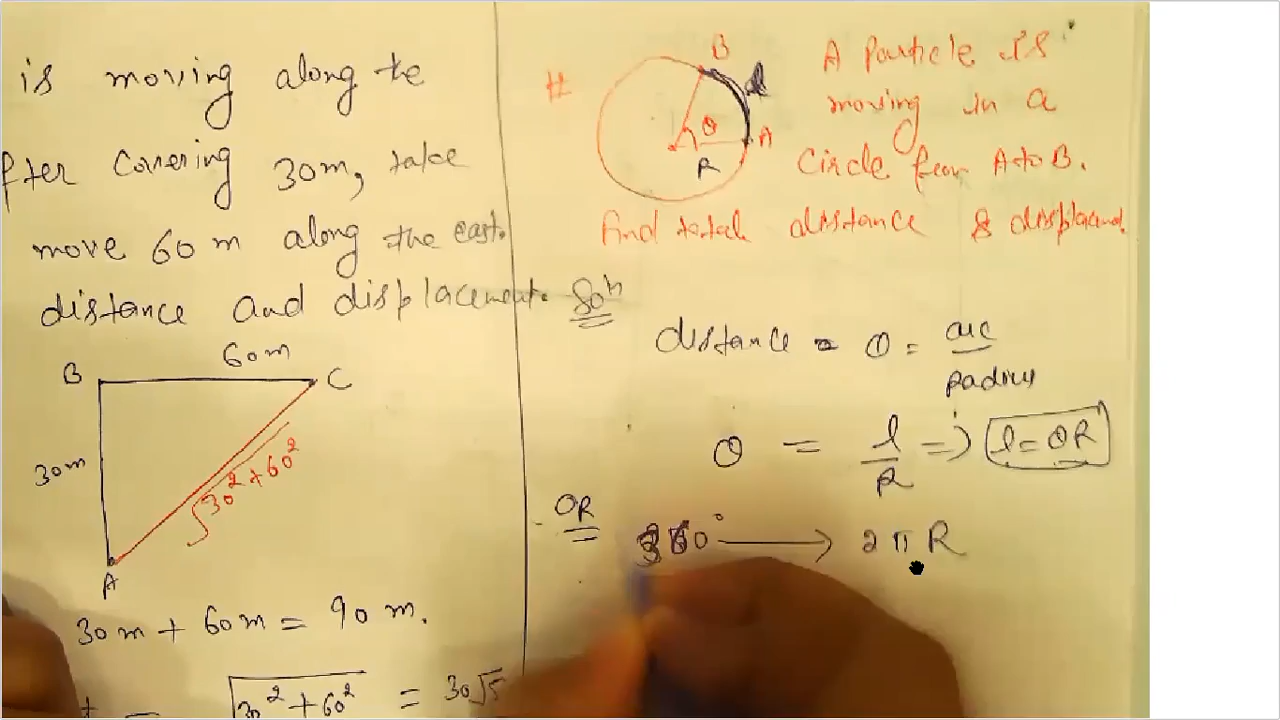 is moving along te
fter Covering 30m, take
move 60 m along the east.
distance and displacement.
60m
B
C
30m
√30²+60²
A
30m + 60m = 90 m.
√30²+60² = 30√5
#
B
l
θ
A
R
A Particle is
moving in a
Circle from A to B.
find total distance & displacement.
Solⁿ
distance - θ = arc
radius
θ = l/R => l = θR
OR
360° → 2πR